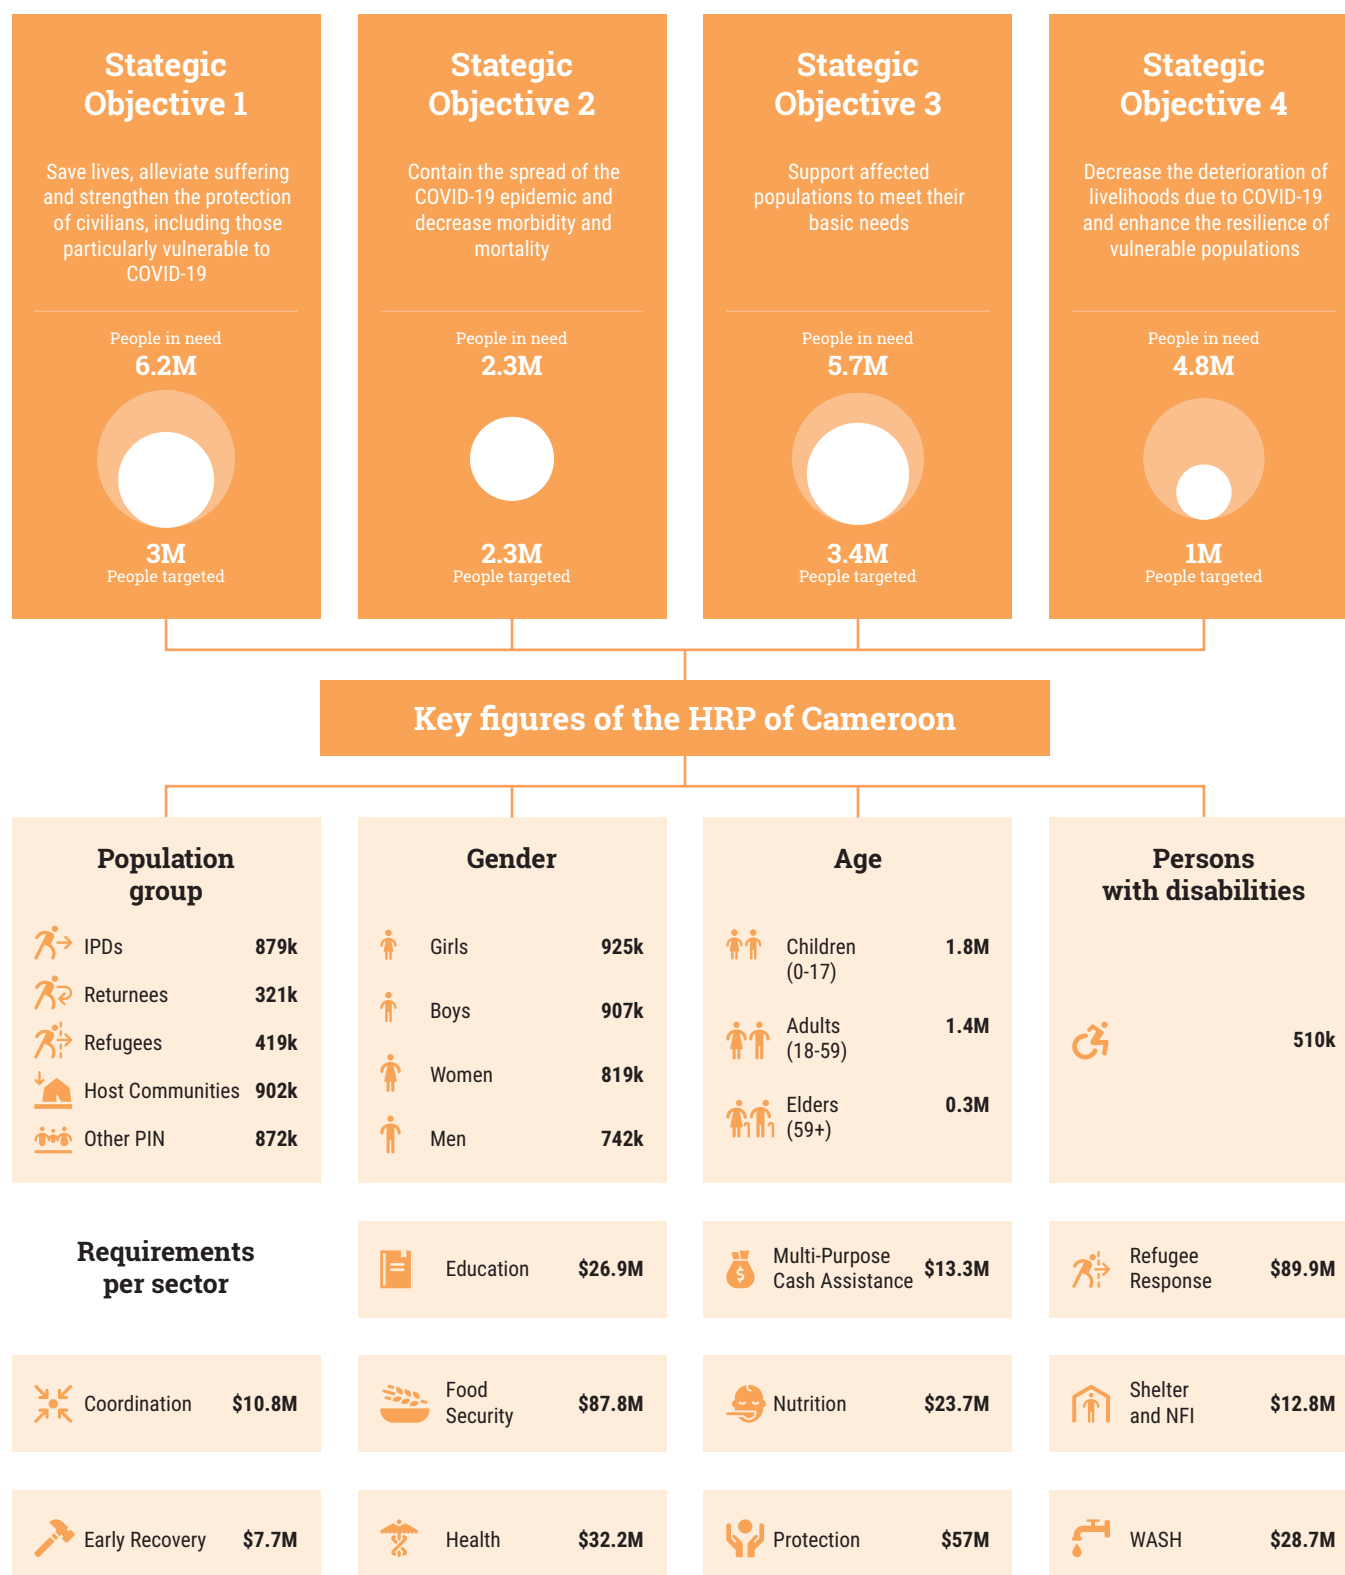 Stategic
Objective 1
Save lives, alleviate suffering
and strengthen the protection
of civilians, including those
particularly vulnerable to
COVID-19
People in need
6.2M
3M
People targeted
Stategic
Objective 2
Contain the spread of the
COVID-19 epidemic and
decrease morbidity and
mortality
People in need
2.3M
2.3M
People targeted
Stategic
Objective 3
Support affected
populations to meet their
basic needs
People in need
5.7M
3.4M
People targeted
Stategic
Objective 4
Decrease the deterioration of
livelihoods due to COVID-19
and enhance the resilience of
vulnerable populations
People in need
4.8M
1M
People targeted
Key figures of the HRP of Cameroon
Population
group
IPDs 879k
Returnees 321k
Refugees 419k
Host Communities 902k
Other PIN 872k
Gender
Girls 925k
Boys 907k
Women 819k
Men 742k
Age
Children 1.8M
(0-17)
Adults 1.4M
(18-59)
Elders 0.3M
(59+)
Persons
with disabilities
510k
Requirements
per sector
Education $26.9M
Multi-Purpose
Cash Assistance $13.3M
Refugee
Response $89.9M
Coordination $10.8M
Food
Security $87.8M
Nutrition $23.7M
Shelter
and NFI $12.8M
Early Recovery $7.7M
Health $32.2M
Protection $57M
WASH $28.7M